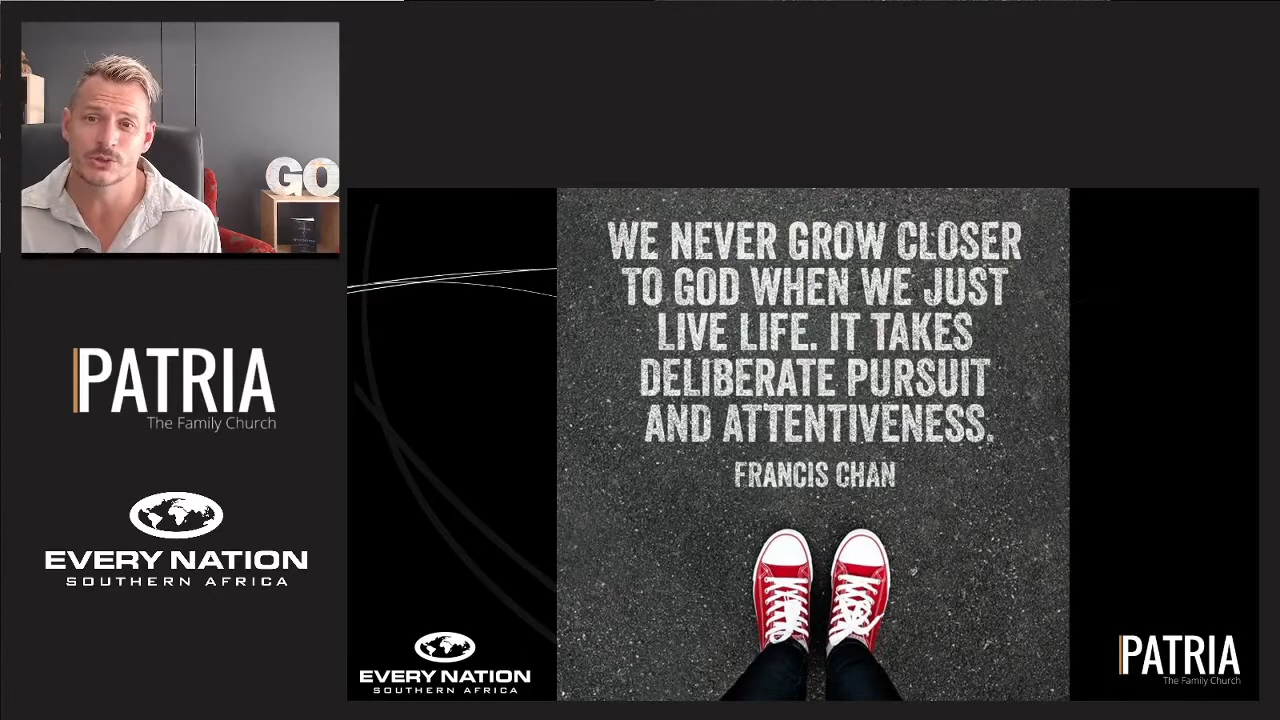 GO
PATRIA
The Family Church
EVERY NATION
SOUTHERN AFRICA
WE NEVER GROW CLOSER
TO GOD WHEN WE JUST
LIVE LIFE. IT TAKES
DELIBERATE PURSUIT
AND ATTENTIVENESS.
FRANCIS CHAN
EVERY NATION
SOUTHERN AFRICA
PATRIA
The Family Church